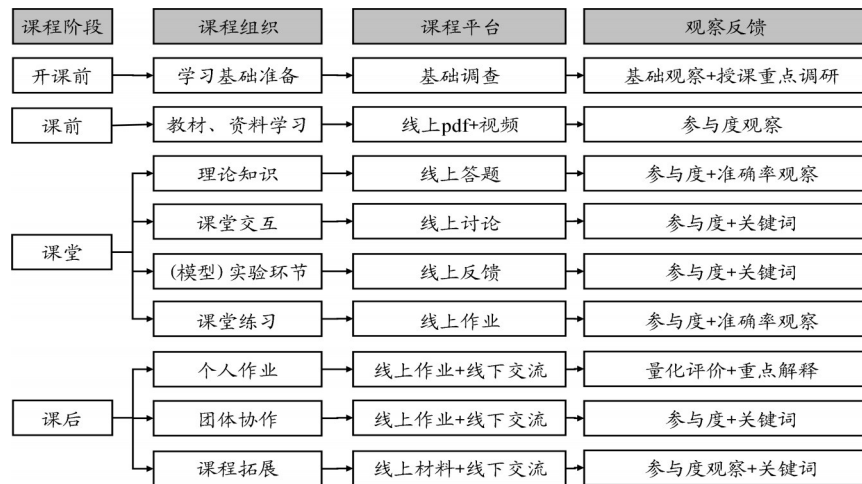 课程阶段 课程组织 课程平台 观察反馈
开课前 学习基础准备 基础调查 基础观察+授课重点调研
课前 教材、资料学习 线上pdf+视频 参与度观察
理论知识 线上答题 参与度+准确率观察
课堂交互 线上讨论 参与度+关键词
课堂
(模型)实验环节 线上反馈 参与度+关键词
课堂练习 线上作业 参与度+准确率观察
个人作业 线上作业+线下交流 量化评价+重点解释
课后 团体协作 线上作业+线下交流 参与度+关键词
课程拓展 线上材料+线下交流 参与度观察+关键词